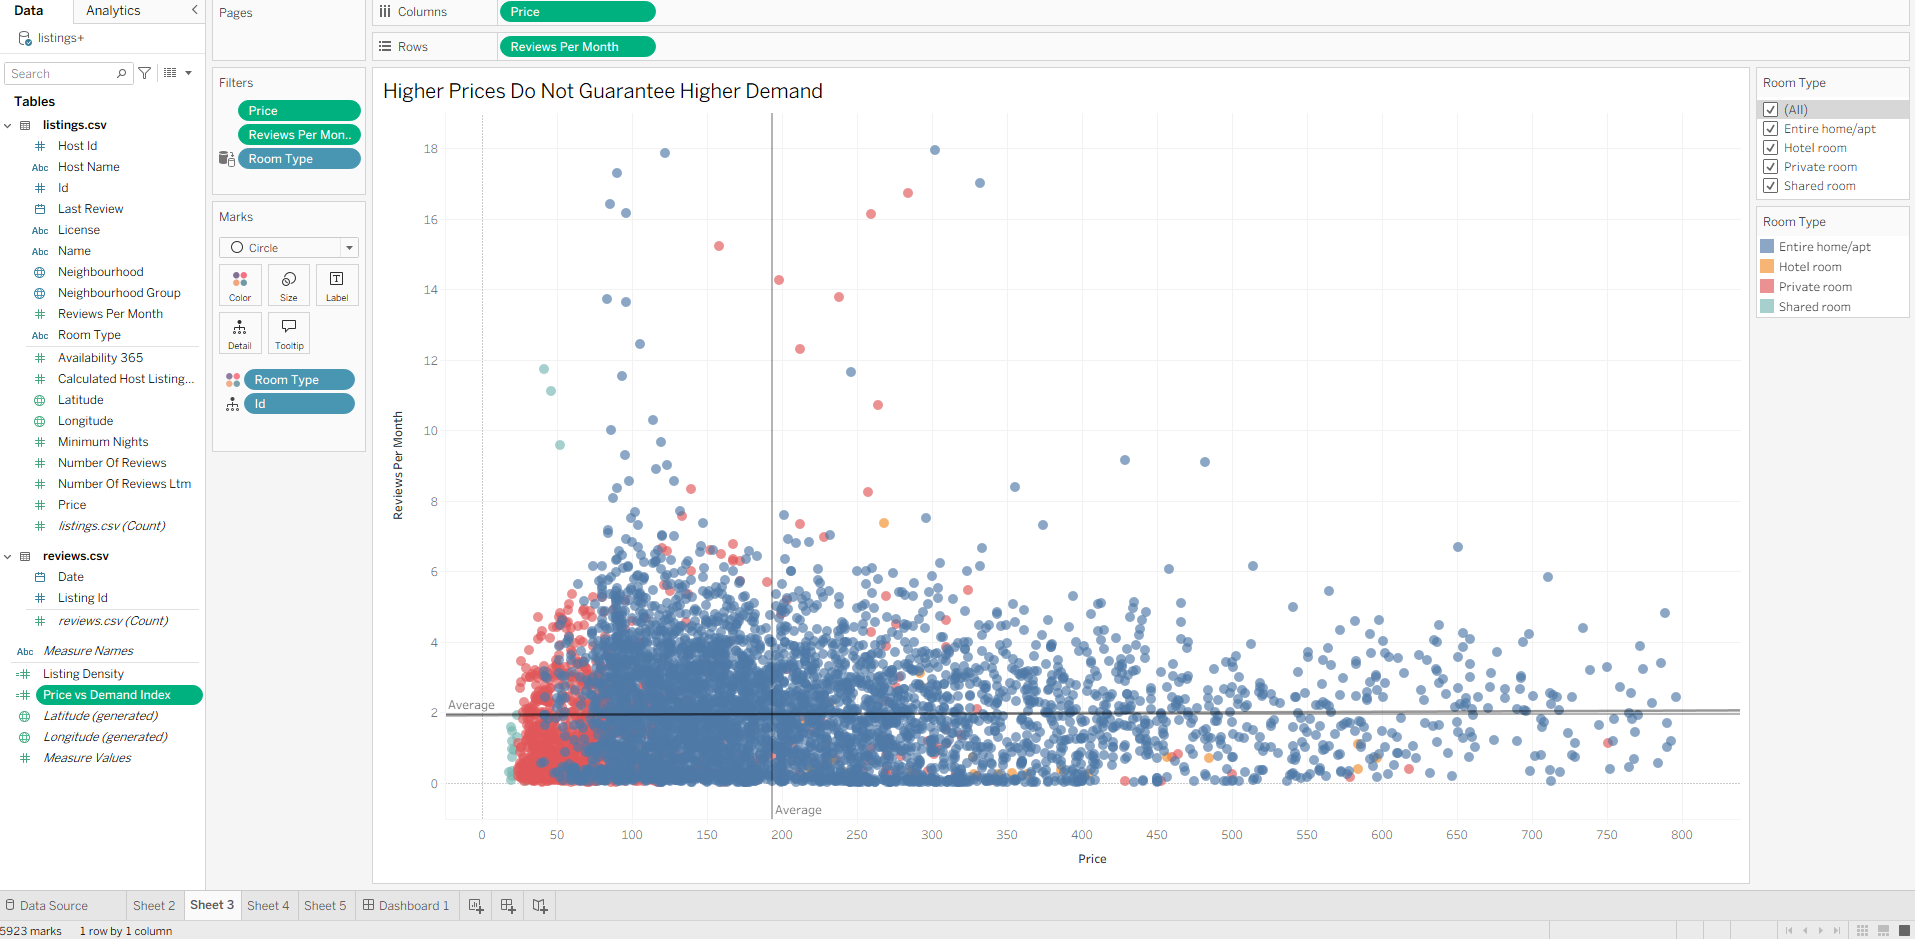 Data
Analytics
listings+
Search
Tables
listings.csv
# Host Id
Abc Host Name
# Id
Last Review
Abc License
Abc Name
Neighbourhood
Neighbourhood Group
# Reviews Per Month
Abc Room Type
# Availability 365
# Calculated Host Listing...
Latitude
Longitude
# Minimum Nights
# Number Of Reviews
# Number Of Reviews Ltm
# Price
# listings.csv (Count)
reviews.csv
Date
# Listing Id
# reviews.csv (Count)
Abc Measure Names
=# Listing Density
=# Price vs Demand Index
Latitude (generated)
Longitude (generated)
# Measure Values
Pages
Filters
Price
Reviews Per Mon..
Room Type
Marks
Circle
Color
Size
Label
Detail
Tooltip
Room Type
Id
Columns
Price
Rows
Reviews Per Month
Higher Prices Do Not Guarantee Higher Demand
Reviews Per Month
18
16
14
12
10
8
6
4
2
0
Average
Average
0 50 100 150 200 250 300 350 400 450 500 550 600 650 700 750 800
Price
Room Type
(All)
Entire home/apt
Hotel room
Private room
Shared room
Room Type
Entire home/apt
Hotel room
Private room
Shared room
Data Source
Sheet 2
Sheet 3
Sheet 4
Sheet 5
Dashboard 1
5923 marks
1 row by 1 column